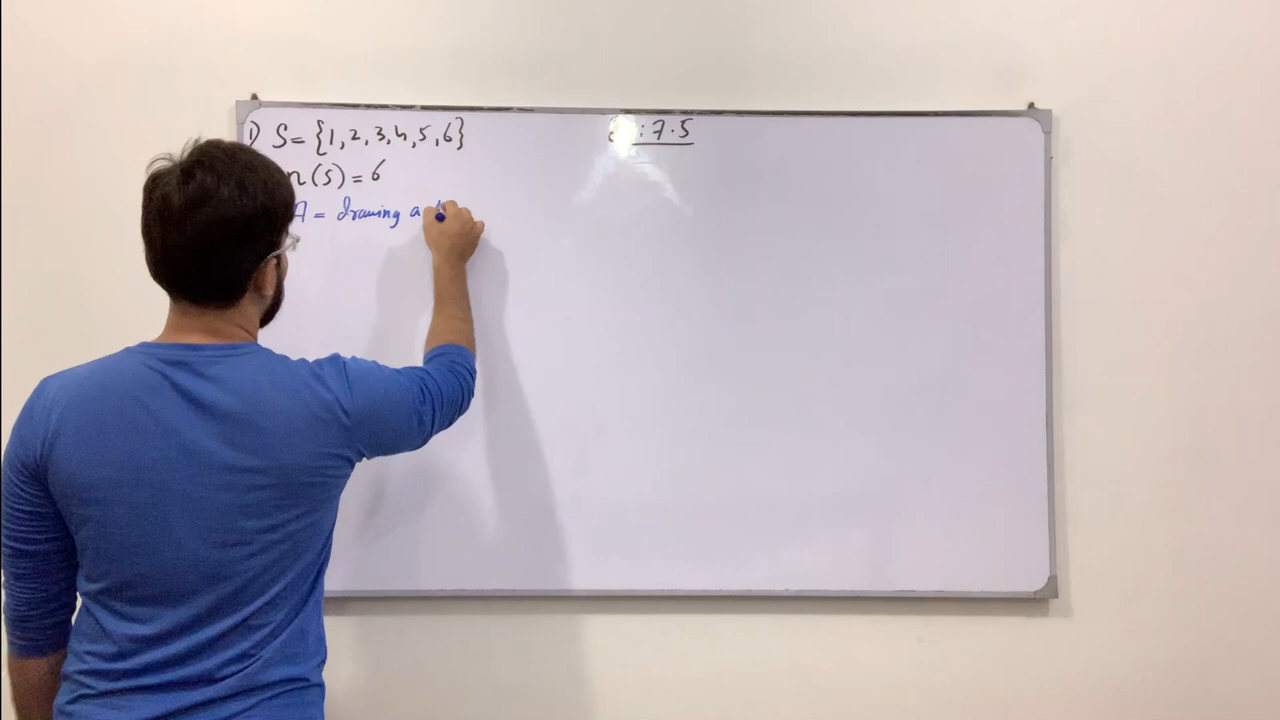 1) S = {1, 2, 3, 4, 5, 6}
: 7.5
n(S) = 6
A = drawing a